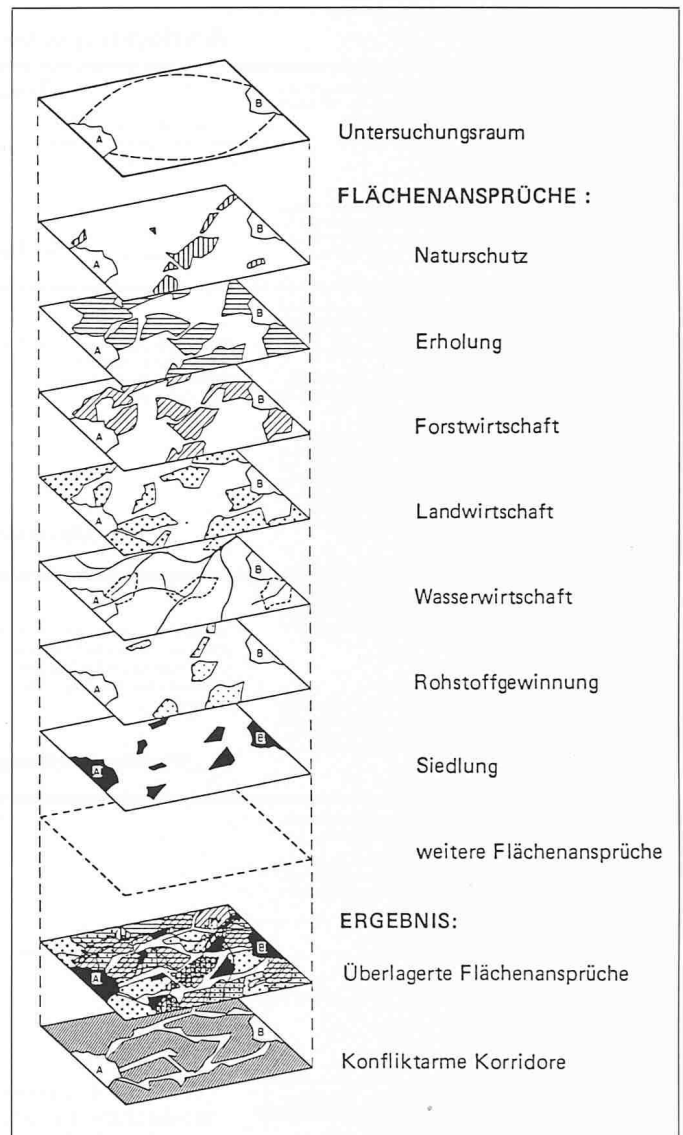 A B
Untersuchungsraum
FLÄCHENANSPRÜCHE :
A B
Naturschutz
A B
Erholung
A B
Forstwirtschaft
A B
Landwirtschaft
A B
Wasserwirtschaft
A B
Rohstoffgewinnung
A B
Siedlung
weitere Flächenansprüche
ERGEBNIS:
A B
Überlagerte Flächenansprüche
A B
Konfliktarme Korridore